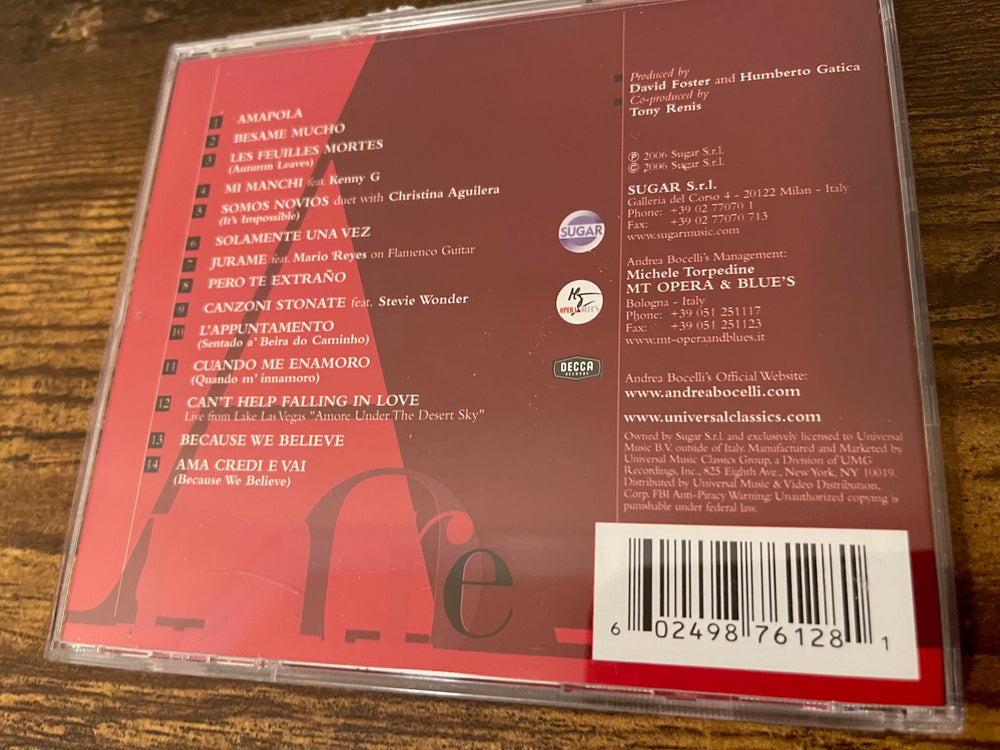 1 AMAPOLA
2 BESAME MUCHO
3 LES FEUILLES MORTES
(Autumn Leaves)
4 MI MANCHI feat. Kenny G
5 SOMOS NOVIOS duet with Christina Aguilera
(It's Impossible)
6 SOLAMENTE UNA VEZ
7 JURAME feat. Mario Reyes on Flamenco Guitar
8 PERO TE EXTRAÑO
9 CANZONI STONATE feat. Stevie Wonder
10 L'APPUNTAMENTO
(Sentado a' Beira do Caminho)
11 CUANDO ME ENAMORO
(Quando m' innamoro)
12 CAN'T HELP FALLING IN LOVE
Live from Lake Las Vegas "Amore Under The Desert Sky"
13 BECAUSE WE BELIEVE
14 AMA CREDI E VAI
(Because We Believe)
Produced by
David Foster and Humberto Gatica
Co-produced by
Tony Renis
℗ 2006 Sugar S.r.l.
© 2006 Sugar S.r.l.
SUGAR S.r.l.
Galleria del Corso 4 - 20122 Milan - Italy
Phone: +39 02 77070 1
Fax: +39 02 77070 713
www.sugarmusic.com
SUGAR
Andrea Bocelli's Management:
Michele Torpedine
MT OPERA & BLUE'S
Bologna - Italy
Phone: +39 051 251117
Fax: +39 051 251123
www.mt-operaandblues.it
OPERA BLUE'S
DECCA
RECORDS
Andrea Bocelli's Official Website:
www.andreabocelli.com
www.universalclassics.com
Owned by Sugar S.r.l. and exclusively licensed to Universal
Music B.V. outside of Italy. Manufactured and Marketed by
Universal Music Classics Group, a Division of UMG
Recordings, Inc., 825 Eighth Ave., New York, NY 10019.
Distributed by Universal Music & Video Distribution,
Corp. FBI Anti-Piracy Warning: Unauthorized copying is
punishable under federal law.
re
6 02498 76128 1